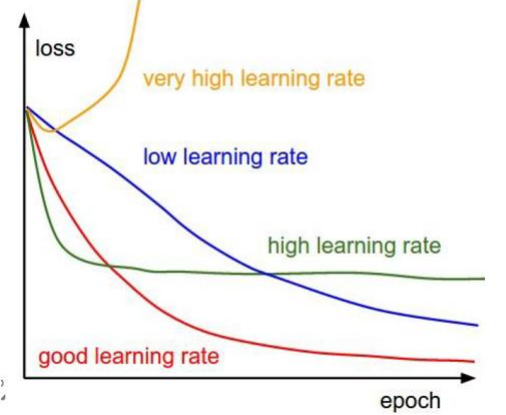 loss
very high learning rate
low learning rate
high learning rate
good learning rate
epoch